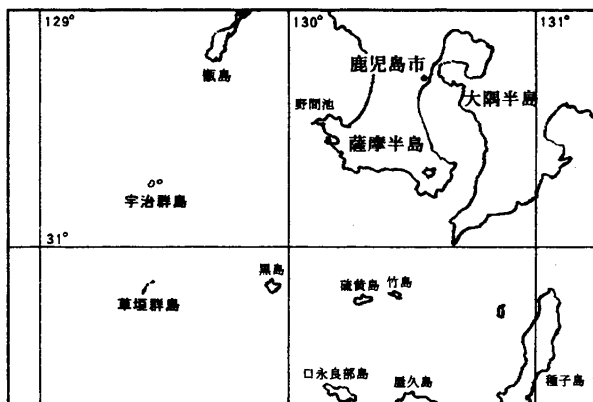 129°
130°
131°
甑島
鹿児島市
大隅半島
野間池
薩摩半島
宇治群島
31°
黒島
硫黄島
竹島
草垣群島
口永良部島
屋久島
種子島